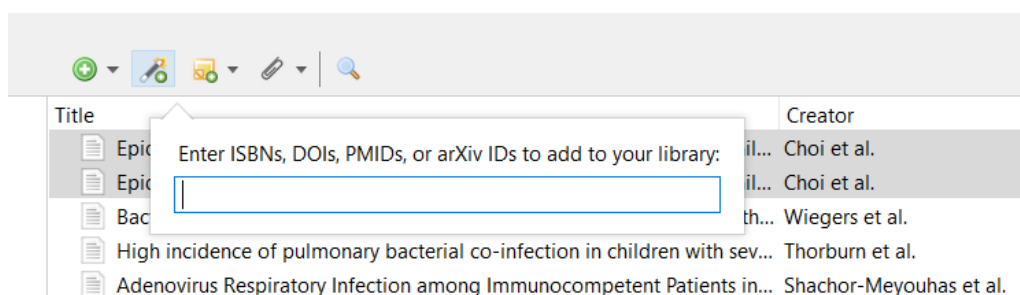 Title Creator
Enter ISBNs, DOIs, PMIDs, or arXiv IDs to add to your library:
Choi et al.
Choi et al.
Wiegers et al.
High incidence of pulmonary bacterial co-infection in children with sev... Thorburn et al.
Adenovirus Respiratory Infection among Immunocompetent Patients in... Shachor-Meyouhas et al.